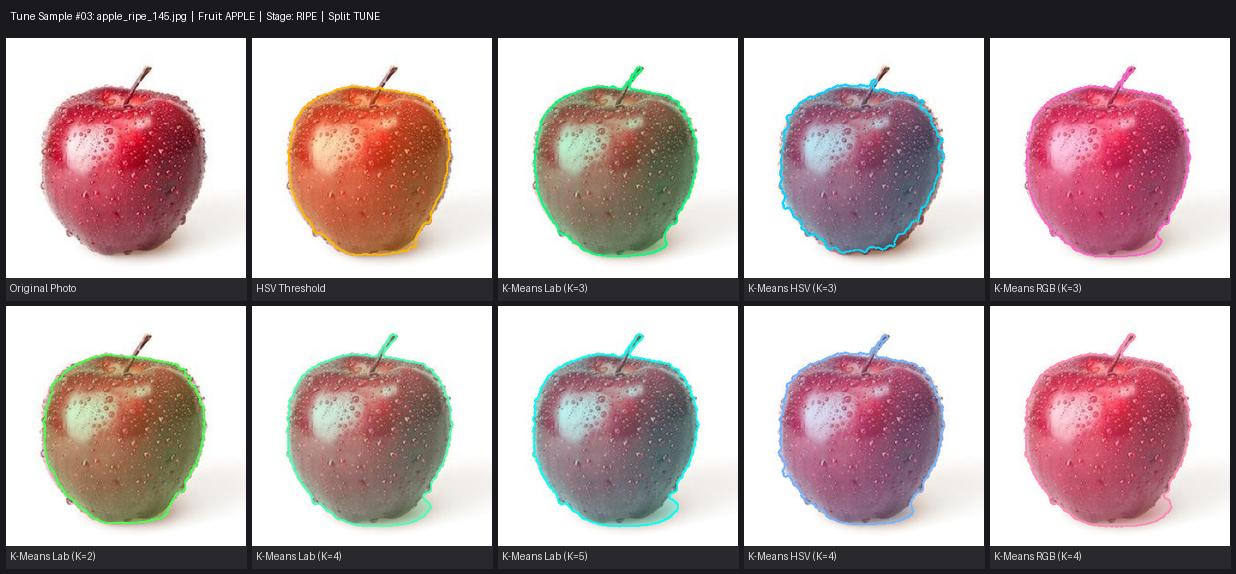 Tune Sample #03: apple_ripe_145.jpg | Fruit: APPLE | Stage: RIPE | Split: TUNE
Original Photo
HSV Threshold
K-Means Lab (K=3)
K-Means HSV (K=3)
K-Means RGB (K=3)
K-Means Lab (K=2)
K-Means Lab (K=4)
K-Means Lab (K=5)
K-Means HSV (K=4)
K-Means RGB (K=4)